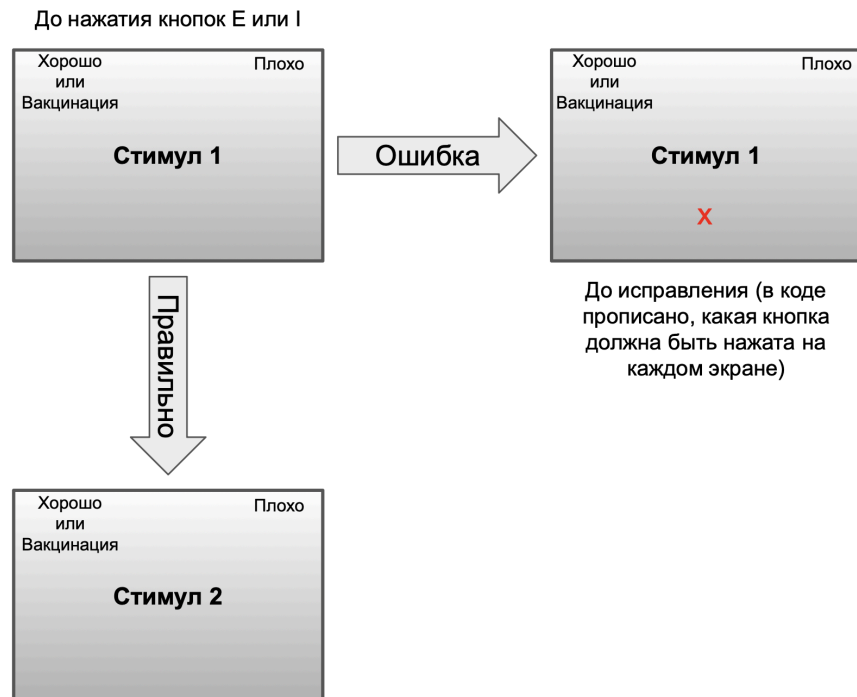 До нажатия кнопок E или I
Хорошо
или
Вакцинация
Плохо
Стимул 1
Ошибка
Хорошо
или
Вакцинация
Плохо
Стимул 1
X
До исправления (в коде
прописано, какая кнопка
должна быть нажата на
каждом экране)
Правильно
Хорошо
или
Вакцинация
Плохо
Стимул 2